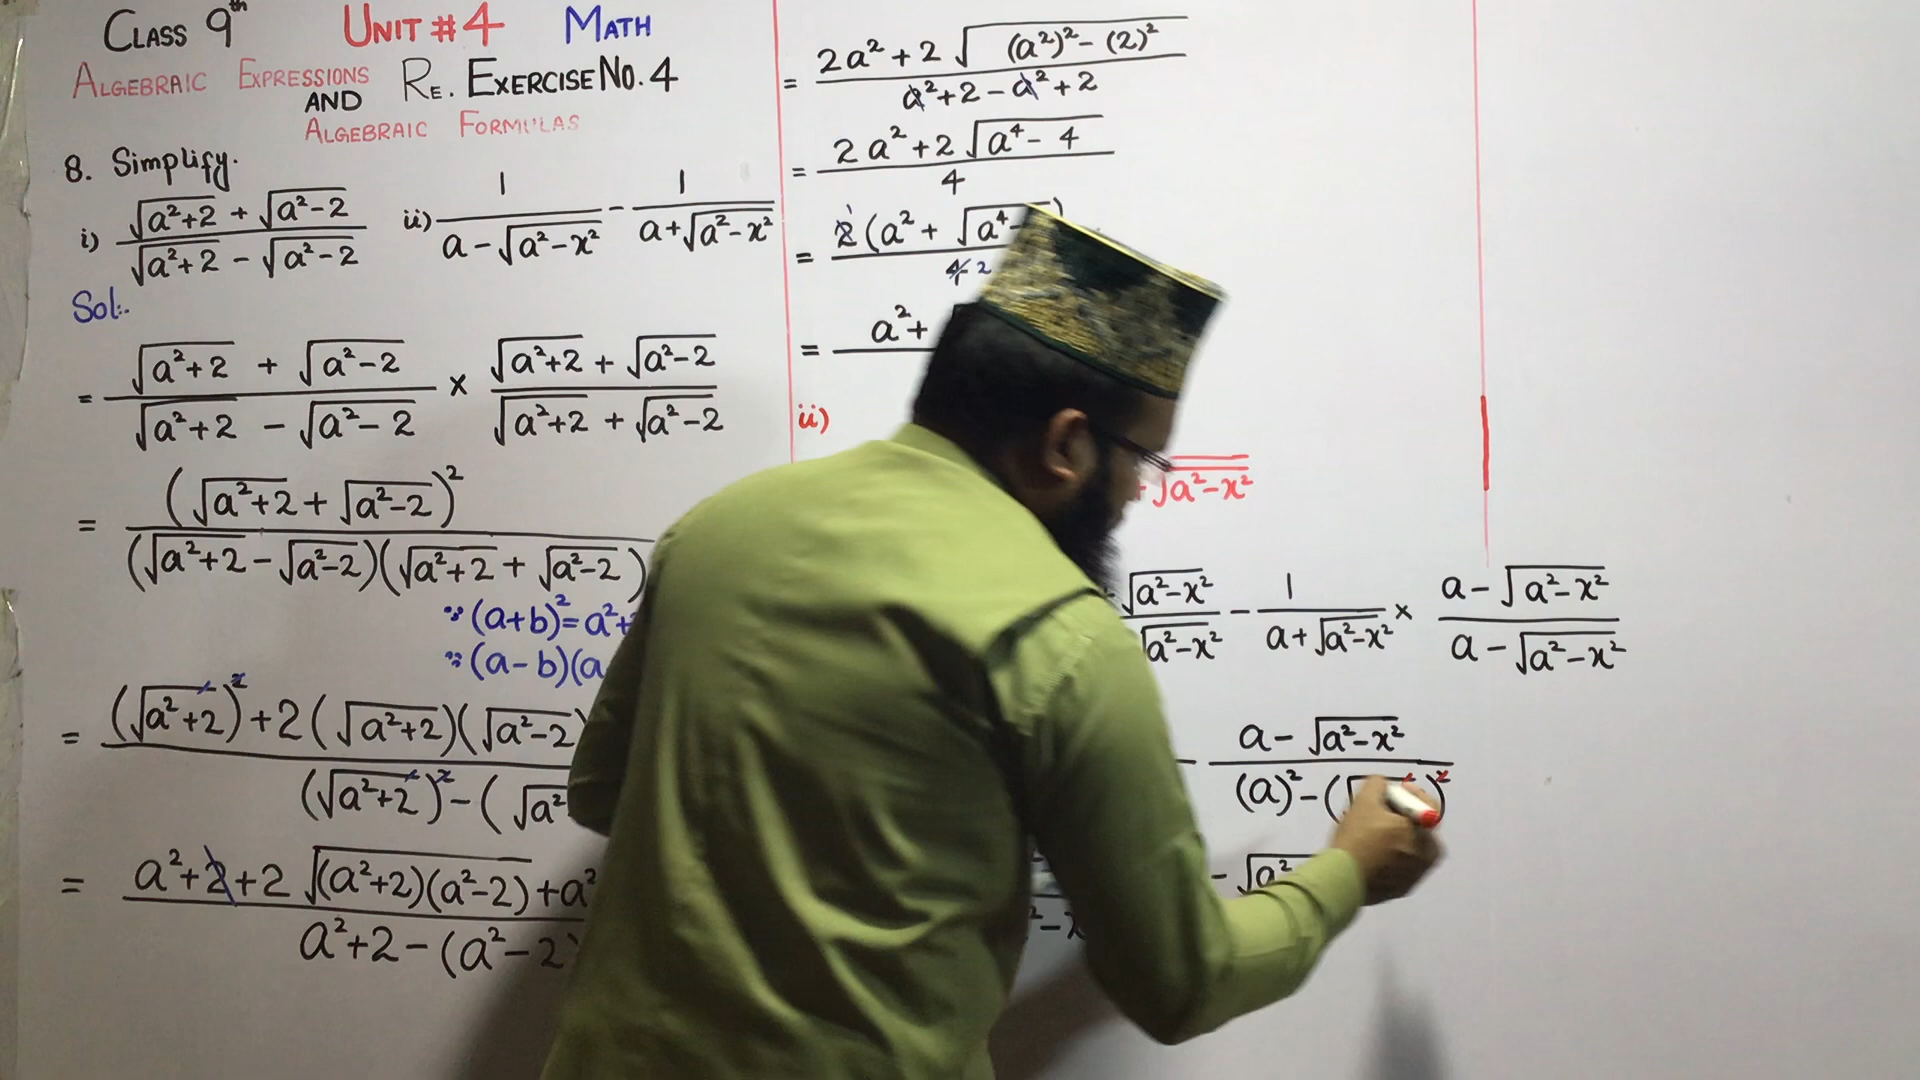 Class 9th Unit #4 Math
Algebraic Expressions Re. Exercise No. 4
AND
Algebraic Formulas
8. Simplify.
i) (√(a²+2) + √(a²-2)) / (√(a²+2) - √(a²-2)) ii) 1 / (a - √(a²-x²)) - 1 / (a + √(a²-x²))
Sol:-
= (√(a²+2) + √(a²-2)) / (√(a²+2) - √(a²-2)) × (√(a²+2) + √(a²-2)) / (√(a²+2) + √(a²-2))
= (√(a²+2) + √(a²-2))² / (√(a²+2) - √(a²-2))(√(a²+2) + √(a²-2))
∵ (a+b)² = a²+
∵ (a-b)(a
= (√(a²+2))² + 2(√(a²+2))(√(a²-2)
(√(a²+2))² - (√a²
= a²+2+2√((a²+2)(a²-2)) + a²
a²+2-(a²-2)
= (2a² + 2√((a²)² - (2)²)) / (a²+2-a²+2)
= (2a² + 2√(a⁴-4)) / 4
= 2(a² + √a⁴-
4 2
= a²+
ii)
+√(a²-x²)
√(a²-x²) / √(a²-x²) - 1 / (a+√(a²-x²)) × (a-√(a²-x²)) / (a-√(a²-x²))
- (a-√(a²-x²)) / (a)² - (√ )²
- √a²
² - x